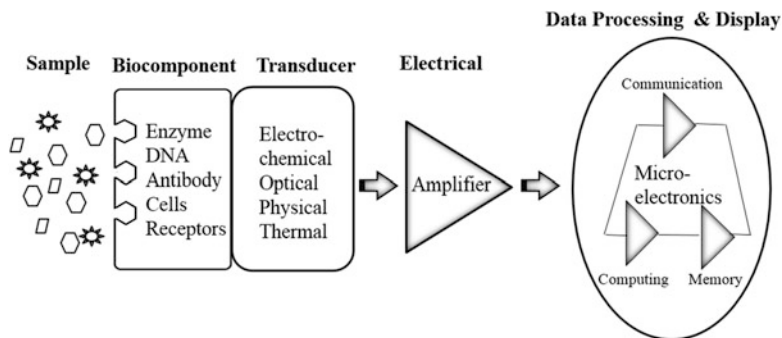 Data Processing & Display
Sample
Biocomponent
Transducer
Electrical
Enzyme
DNA
Antibody
Cells
Receptors
Electro-
chemical
Optical
Physical
Thermal
Amplifier
Communication
Micro-
electronics
Computing
Memory